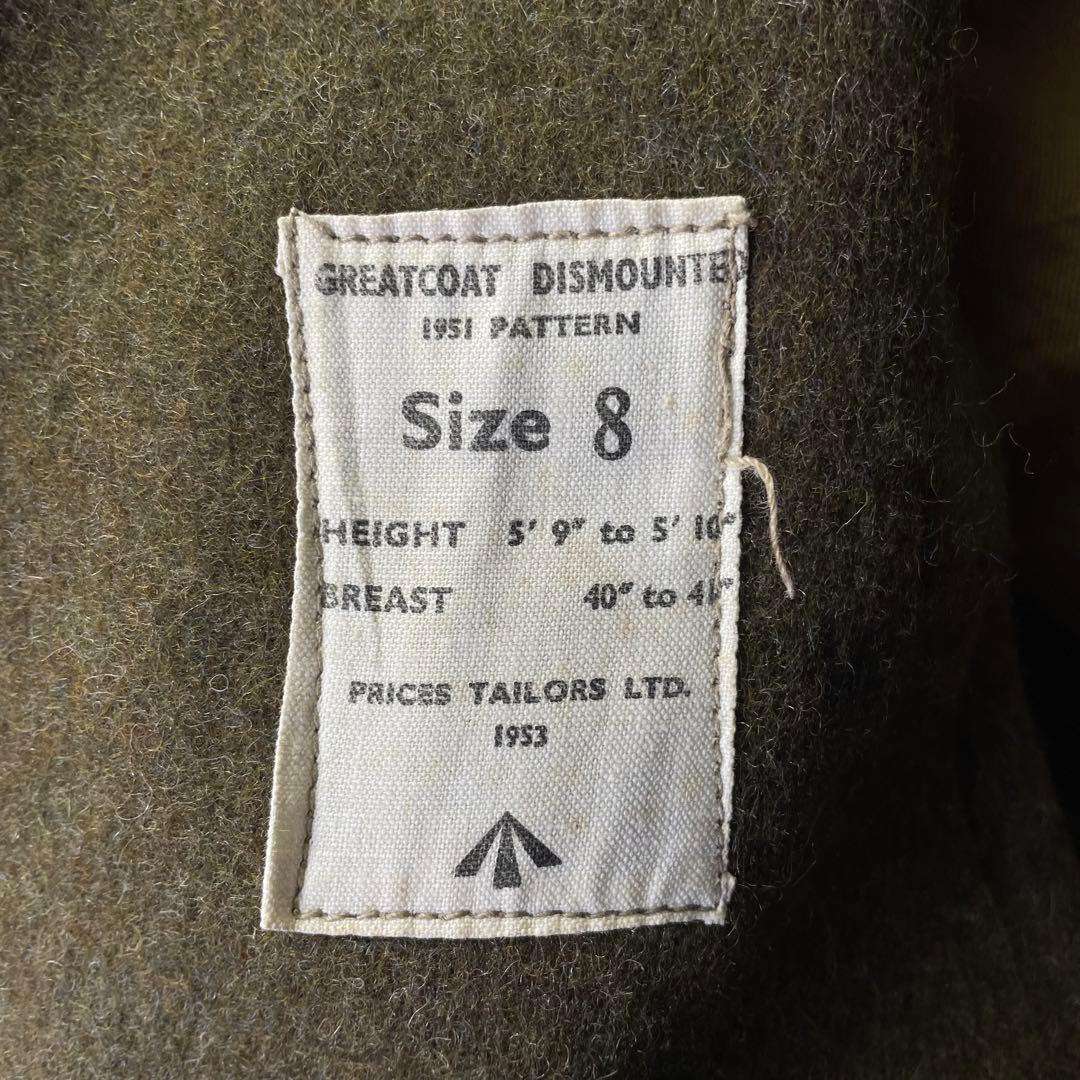 GREATCOAT DISMOUNTED
1951 PATTERN
Size 8
HEIGHT 5' 9" to 5' 10"
BREAST 40" to 41"
PRICES TAILORS LTD.
1953